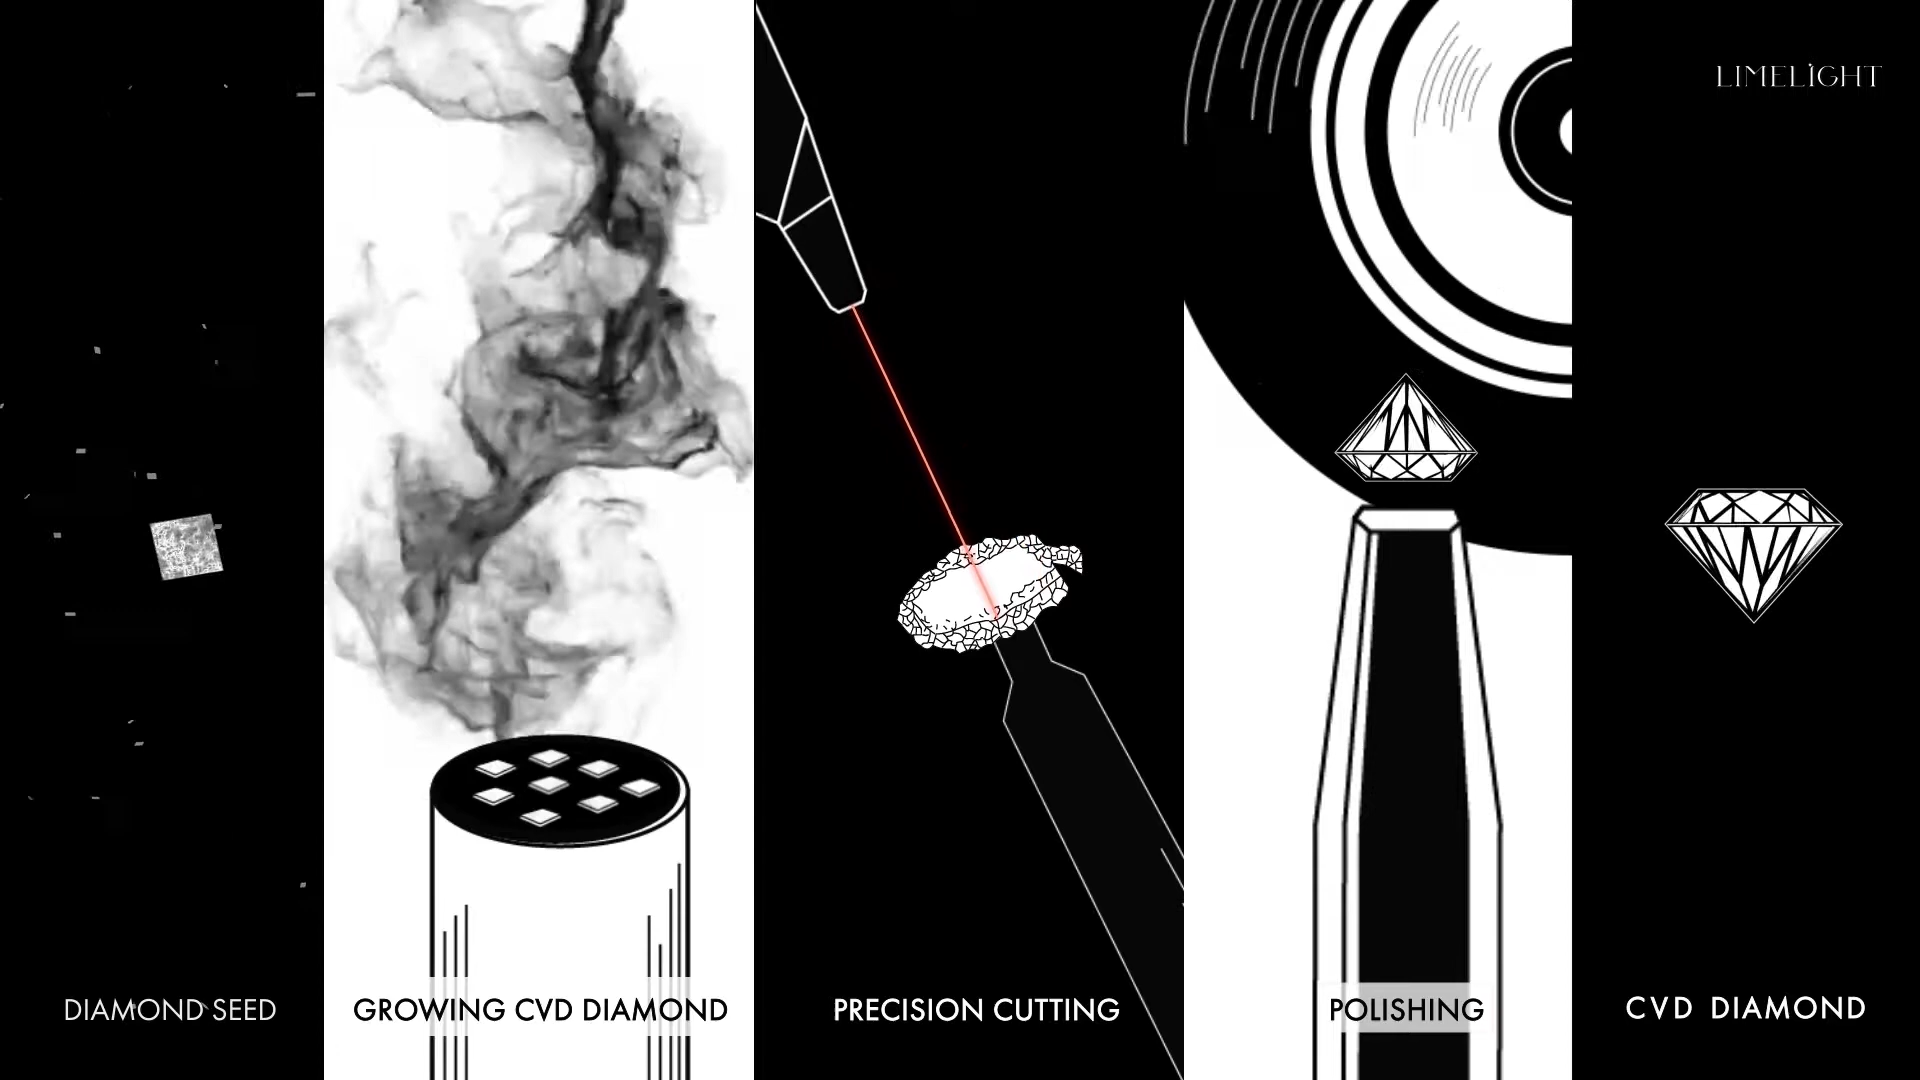 LIMELIGHT
DIAMOND SEED
GROWING CVD DIAMOND
PRECISION CUTTING
POLISHING
CVD DIAMOND